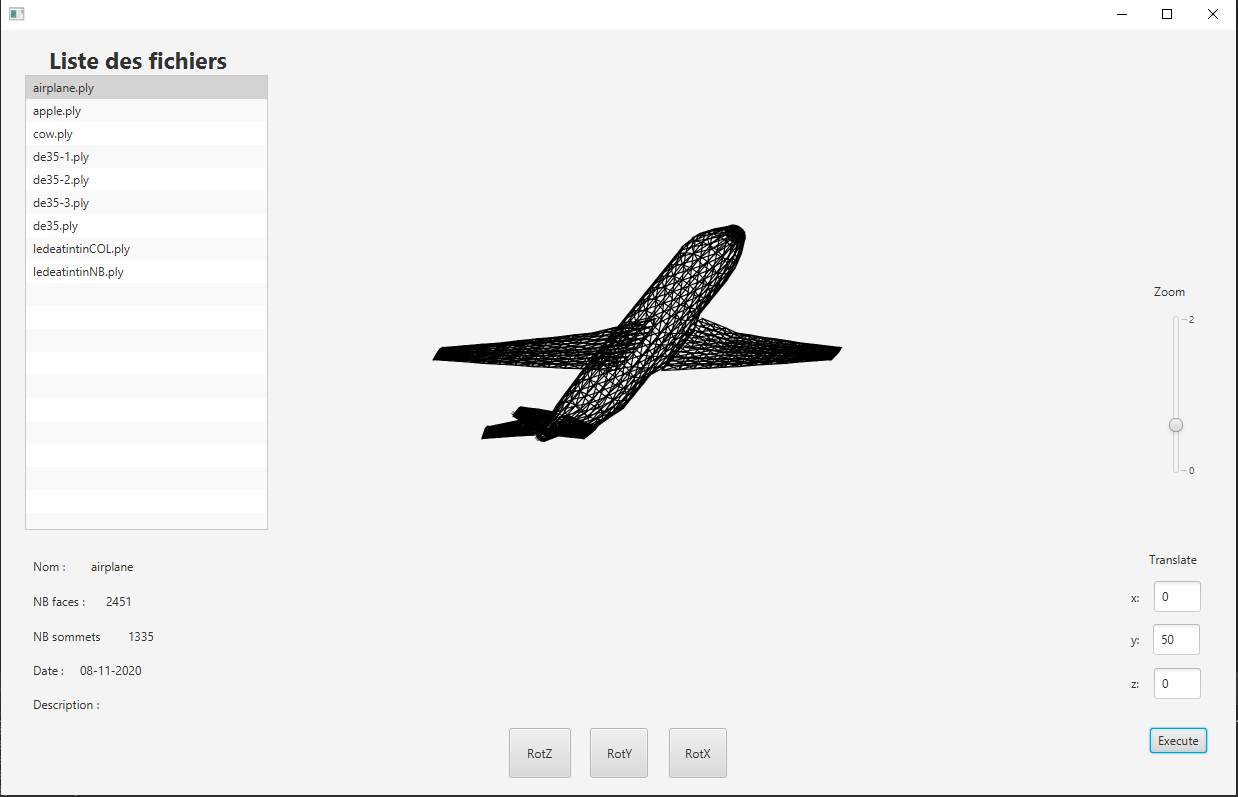 Liste des fichiers
airplane.ply
apple.ply
cow.ply
de35-1.ply
de35-2.ply
de35-3.ply
de35.ply
ledeatintinCOL.ply
ledeatintinNB.ply
Zoom
2
0
Nom : airplane
NB faces : 2451
NB sommets 1335
Date : 08-11-2020
Description :
Translate
x: 0
y: 50
z: 0
Execute
RotZ RotY RotX